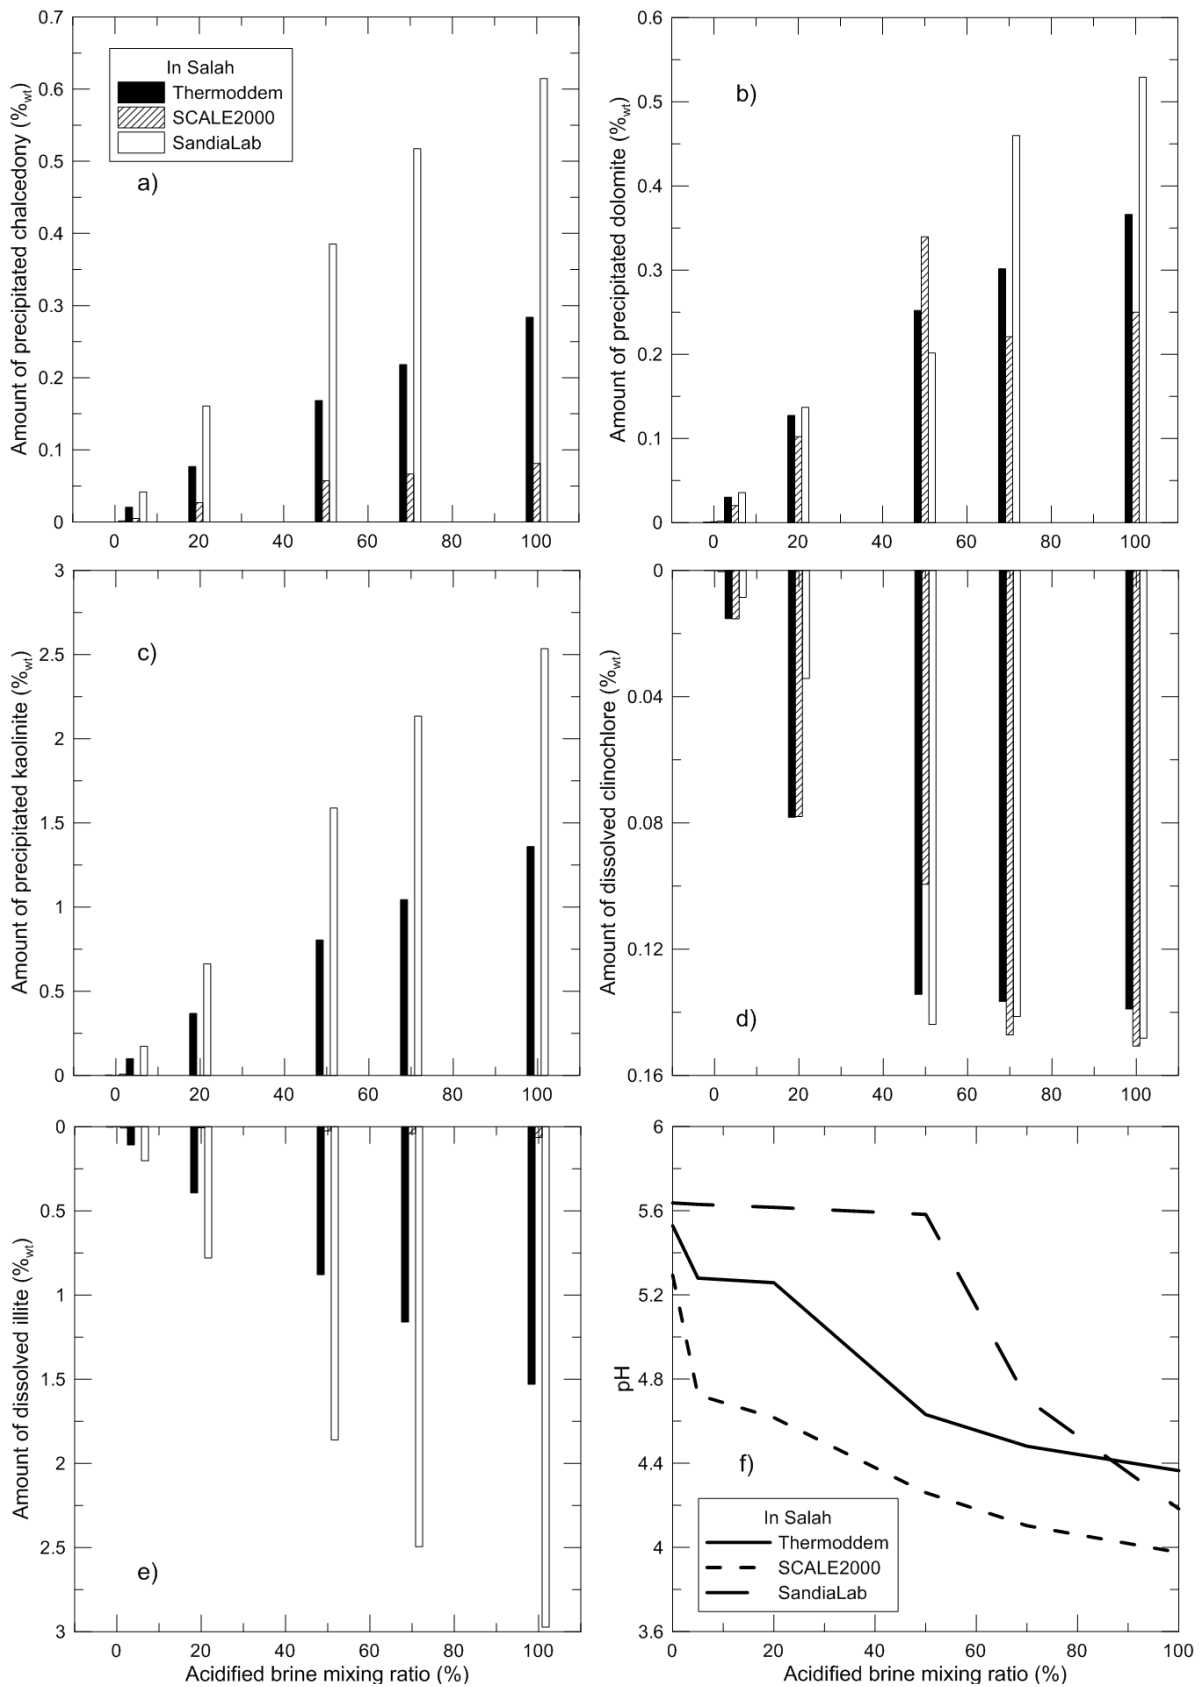 0.7
0.6
0.5
0.4
0.3
0.2
0.1
0
Amount of precipitated chalcedony (%wt)
In Salah
Thermoddem
SCALE2000
SandiaLab
a)
0 20 40 60 80 100
0.6
0.5
0.4
0.3
0.2
0.1
0
Amount of precipitated dolomite (%wt)
b)
0 20 40 60 80 100
3
2.5
2
1.5
1
0.5
0
Amount of precipitated kaolinite (%wt)
c)
0 20 40 60 80 100
0
0.04
0.08
0.12
0.16
Amount of dissolved clinochlore (%wt)
d)
0 20 40 60 80 100
0
0.5
1
1.5
2
2.5
3
Amount of dissolved illite (%wt)
e)
0 20 40 60 80 100
Acidified brine mixing ratio (%)
6
5.6
5.2
4.8
4.4
4
3.6
pH
f)
In Salah
Thermoddem
SCALE2000
SandiaLab
0 20 40 60 80 100
Acidified brine mixing ratio (%)